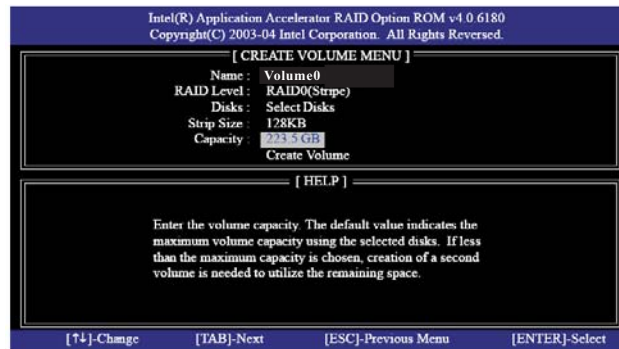 Intel(R) Application Accelerator RAID Option ROM v4.0.6180
Copyright(C) 2003-04 Intel Corporation. All Rights Reversed.
[ CREATE VOLUME MENU ]
Name : Volume0
RAID Level : RAID0(Stripe)
Disks : Select Disks
Strip Size : 128KB
Capacity : 223.5 GB
Create Volume
[ HELP ]
Enter the volume capacity. The default value indicates the
maximum volume capacity using the selected disks. If less
than the maximum capacity is chosen, creation of a second
volume is needed to utilize the remaining space.
[↑↓]-Change [TAB]-Next [ESC]-Previous Menu [ENTER]-Select